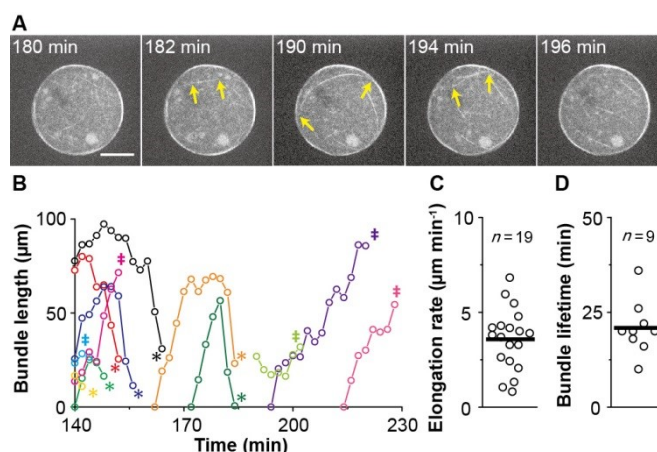 A
180 min
182 min
190 min
194 min
196 min
B
Bundle length (µm)
100
50
0
140
170
200
230
Time (min)
‡
‡
‡
‡
‡
*
*
*
*
*
*
*
C
Elongation rate (µm min⁻¹)
10
5
0
n = 19
D
Bundle lifetime (min)
50
25
0
n = 9